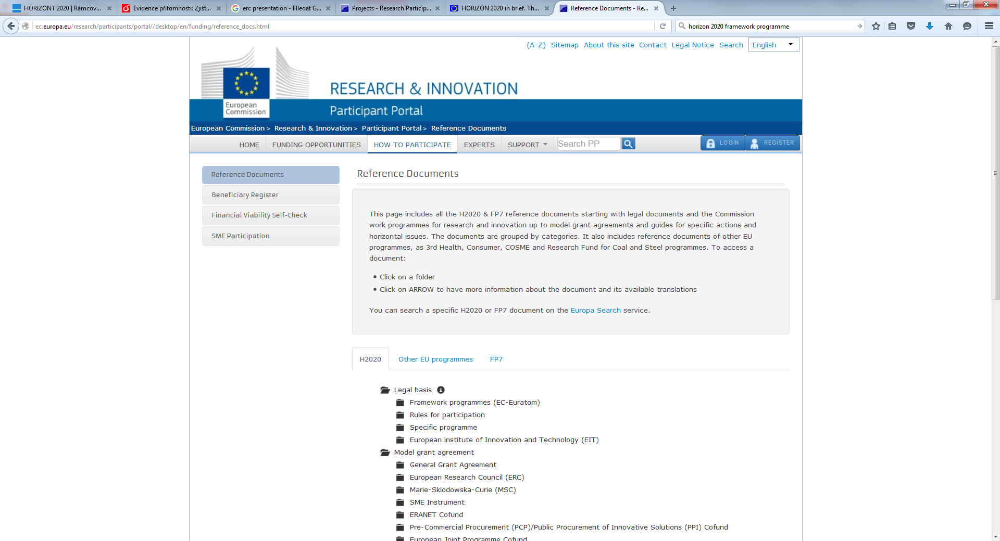 HORIZONT 2020 | Rámcov...
Evidence přítomnosti: Zjišt...
erc presentation - Hledat G...
Projects - Research Particip...
HORIZON 2020 in brief. Th...
Reference Documents - Re...
ec.europa.eu/research/participants/portal//desktop/en/funding/reference_docs.html
horizon 2020 framework programme
(A-Z) Sitemap About this site Contact Legal Notice Search English
RESEARCH & INNOVATION
European
Commission
Participant Portal
European Commission > Research & Innovation > Participant Portal > Reference Documents
HOME FUNDING OPPORTUNITIES HOW TO PARTICIPATE EXPERTS SUPPORT Search PP LOGIN REGISTER
Reference Documents
Beneficiary Register
Financial Viability Self-Check
SME Participation
Reference Documents
This page includes all the H2020 & FP7 reference documents starting with legal documents and the Commission
work programmes for research and innovation up to model grant agreements and guides for specific actions and
horizontal issues. The documents are grouped by categories. It also includes reference documents of other EU
programmes, as 3rd Health, Consumer, COSME and Research Fund for Coal and Steel programmes. To access a
document:
• Click on a folder
• Click on ARROW to have more information about the document and its available translations
You can search a specific H2020 or FP7 document on the Europa Search service.
H2020 Other EU programmes FP7
Legal basis
Framework programmes (EC-Euratom)
Rules for participation
Specific programme
European institute of Innovation and Technology (EIT)
Model grant agreement
General Grant Agreement
European Research Council (ERC)
Marie-Sklodowska-Curie (MSC)
SME Instrument
ERANET Cofund
Pre-Commercial Procurement (PCP)/Public Procurement of Innovative Solutions (PPI) Cofund
European Joint Programme Cofund